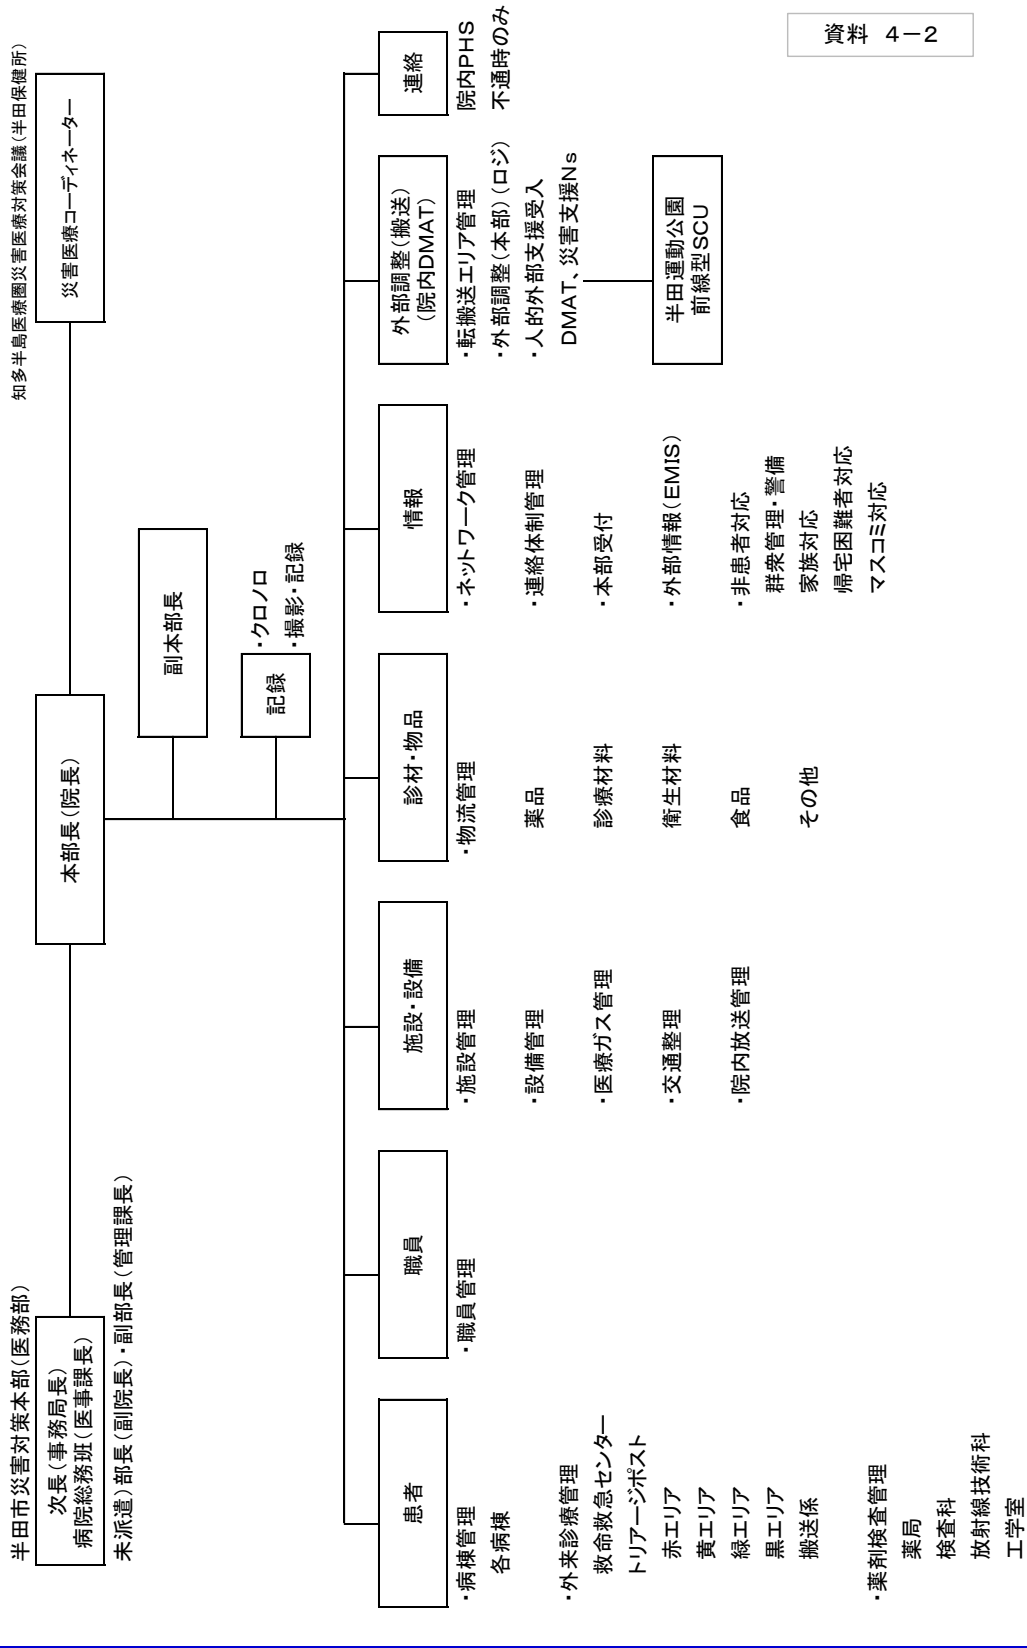 資料 4－2
半田市災害対策本部(医務部)
次長(事務局長)
病院総務班(医事課長)
未派遣)部長(副院長)・副部長(管理課長)
本部長(院長)
知多半島医療圏災害医療対策会議(半田保健所)
災害医療コーディネーター
副本部長
記録
・クロノロ
・撮影・記録
患者
・病棟管理
各病棟
・外来診療管理
救命救急センター
トリアージポスト
赤エリア
黄エリア
緑エリア
黒エリア
搬送係
・薬剤検査管理
薬局
検査科
放射線技術科
工学室
職員
・職員管理
施設・設備
・施設管理
・設備管理
・医療ガス管理
・交通整理
・院内放送管理
診材・物品
・物流管理
薬品
診療材料
衛生材料
食品
その他
情報
・ネットワーク管理
・連絡体制管理
・本部受付
・外部情報(EMIS)
・非患者対応
群衆管理・警備
家族対応
帰宅困難者対応
マスコミ対応
外部調整(搬送)
(院内DMAT)
・転搬送エリア管理
・外部調整(本部)(ロジ)
・人的外部支援受入
DMAT、災害支援Ns
半田運動公園
前線型SCU
連絡
院内PHS
不通時のみ